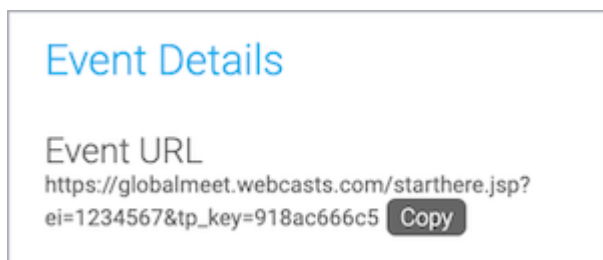 Event Details
Event URL
https://globalmeet.webcasts.com/starthere.jsp?
ei=1234567&tp_key=918ac666c5 Copy